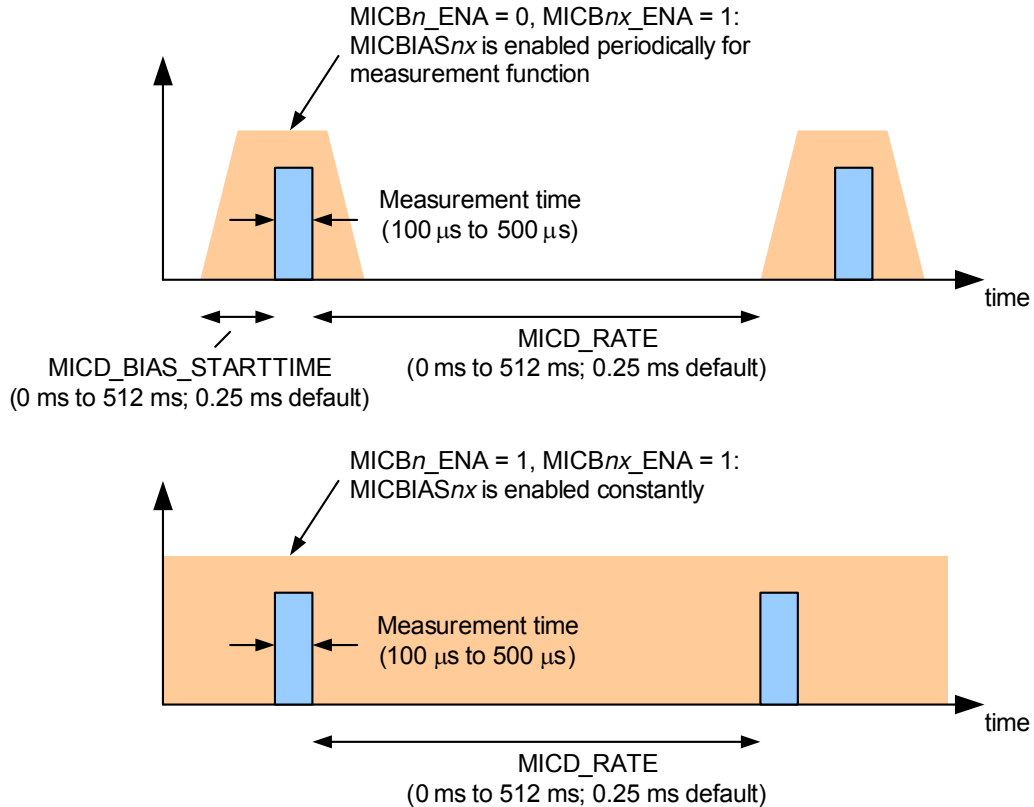 MICBn_ENA = 0, MICBnx_ENA = 1:
MICBIASnx is enabled periodically for
measurement function
Measurement time
(100 μs to 500 μs)
time
MICD_BIAS_STARTTIME
(0 ms to 512 ms; 0.25 ms default)
MICD_RATE
(0 ms to 512 ms; 0.25 ms default)
MICBn_ENA = 1, MICBnx_ENA = 1:
MICBIASnx is enabled constantly
Measurement time
(100 μs to 500 μs)
time
MICD_RATE
(0 ms to 512 ms; 0.25 ms default)